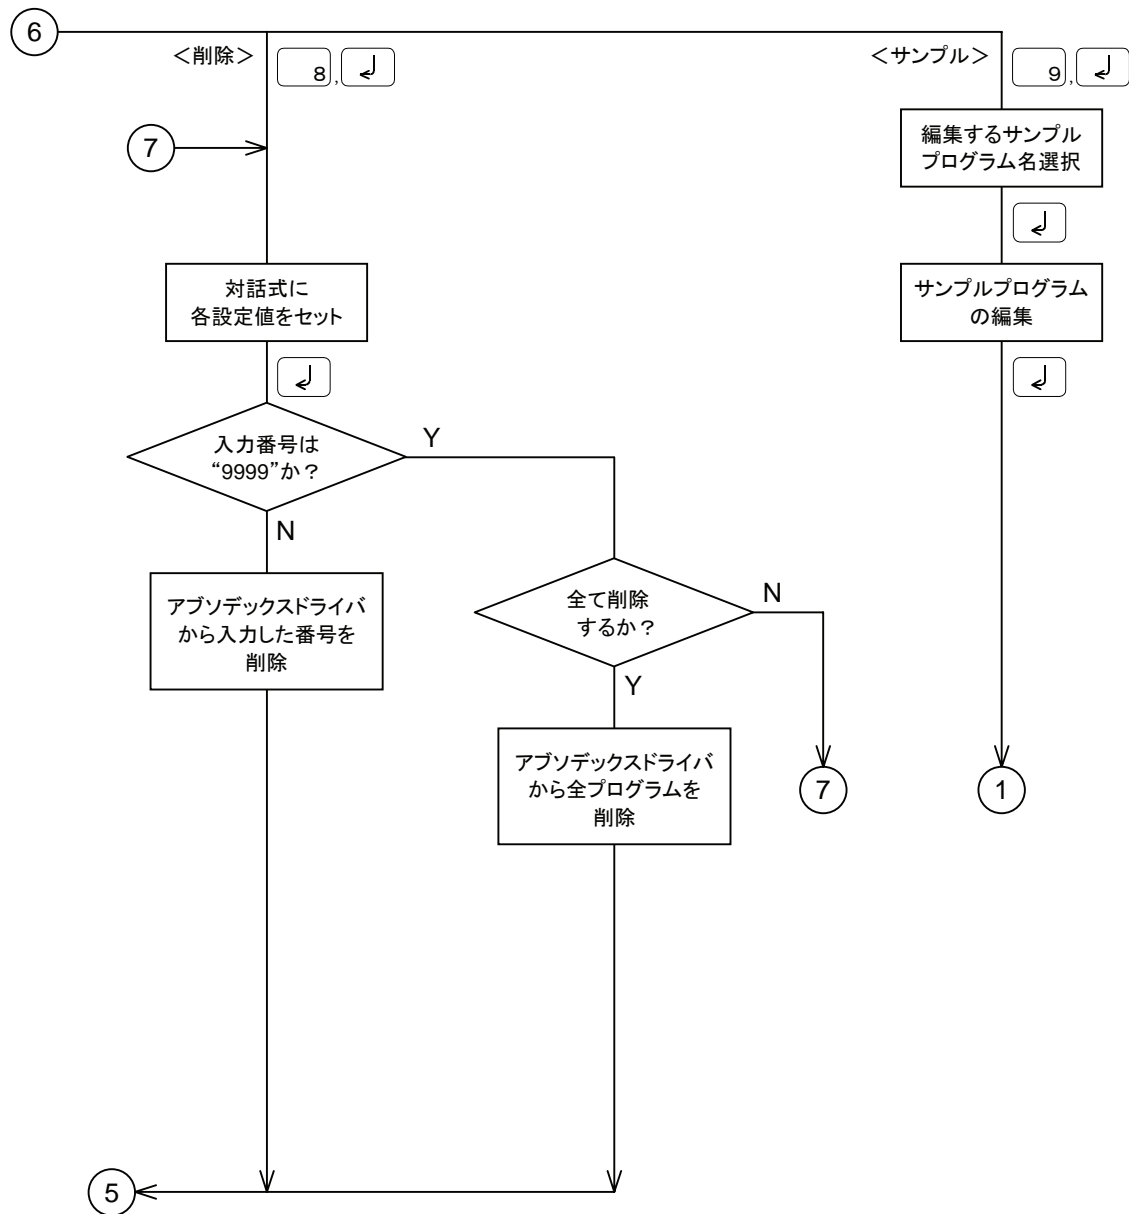 6
＜削除＞
8 , ↲
＜サンプル＞
9 , ↲
7
編集するサンプル
プログラム名選択
↲
対話式に
各設定値をセット
サンプルプログラム
の編集
↲
↲
入力番号は
“9999”か？
Y
N
アブソデックスドライバ
から入力した番号を
削除
全て削除
するか？
N
Y
アブソデックスドライバ
から全プログラムを
削除
7
1
5